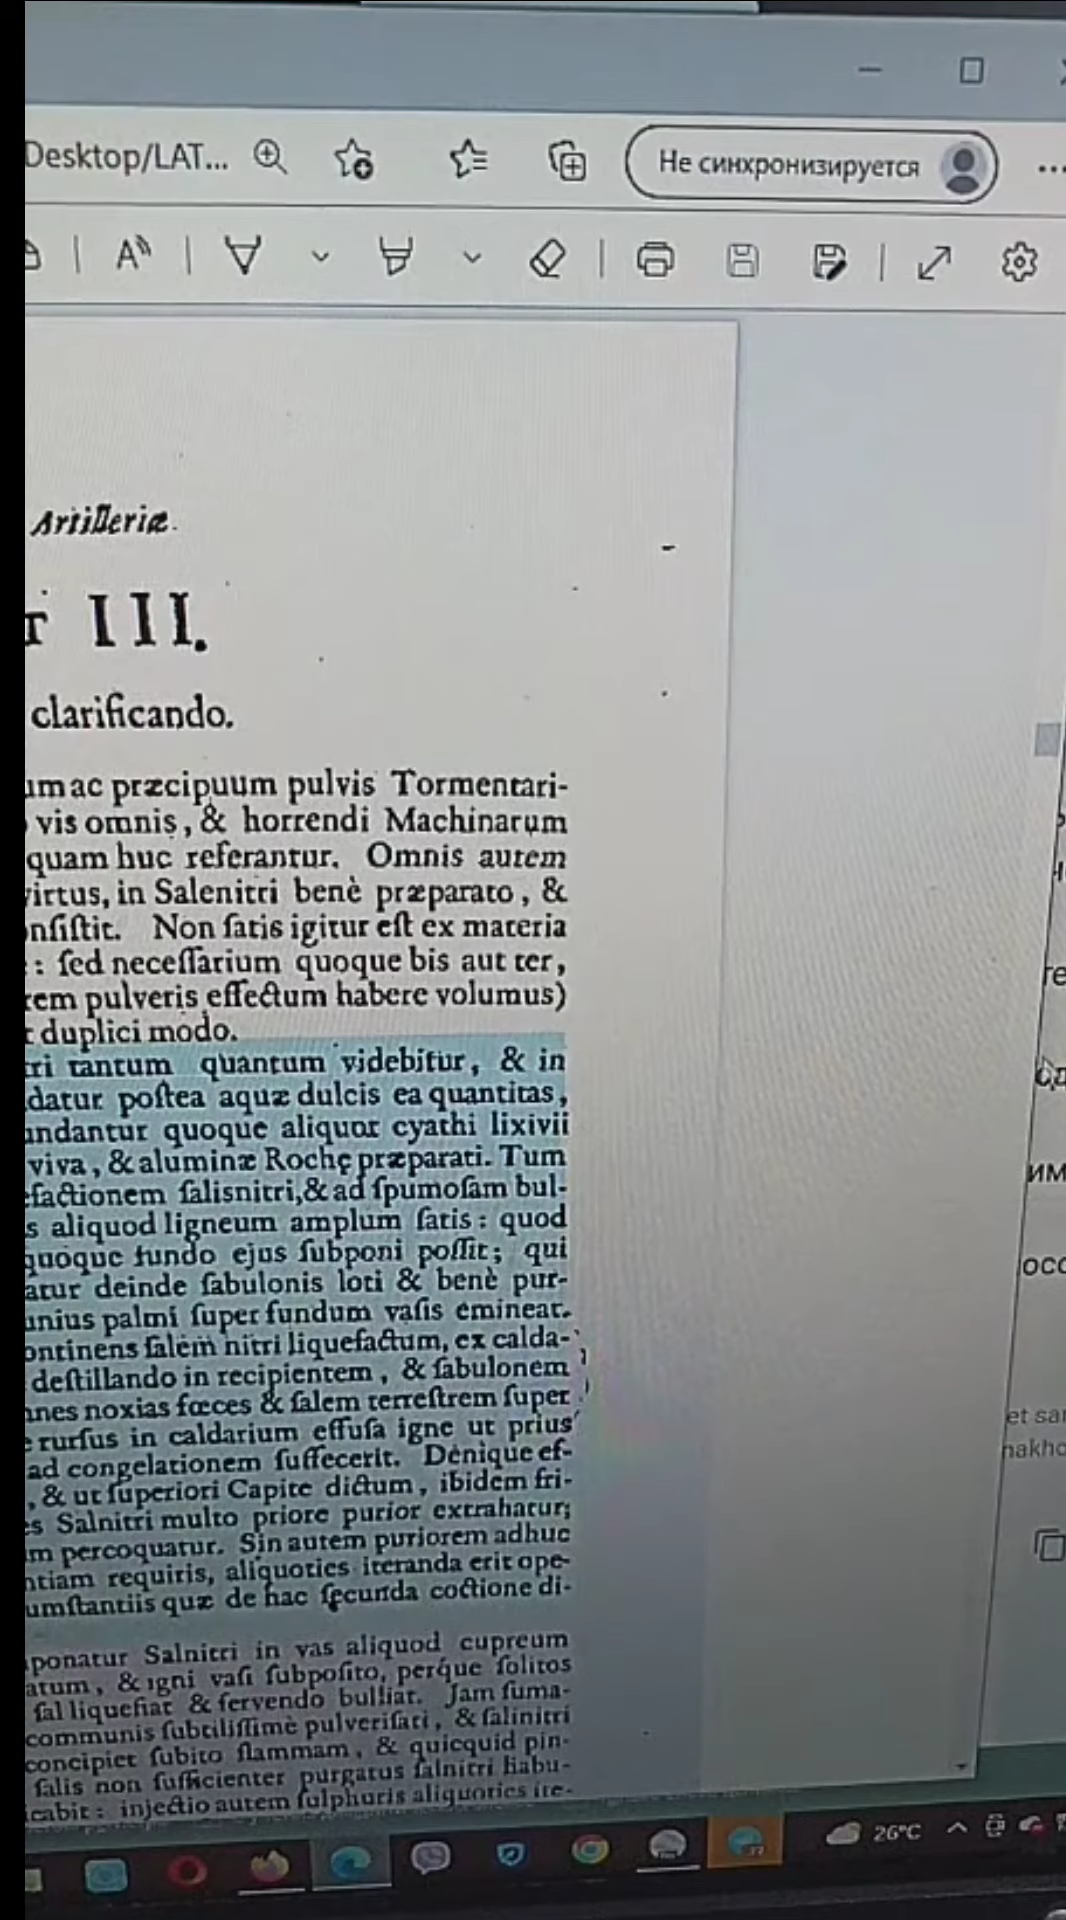 Desktop/LAT...
Не синхронизируется
Artilleriæ.
III.
clarificando.
um ac præcipuum pulvis Tormentari-
vis omnis, & horrendi Machinarum
quam huc referantur. Omnis autem
virtus, in Salenitri benè præparato, &
onſiſtit. Non ſatis igitur eſt ex materia
: ſed neceſſarium quoque bis aut ter,
rem pulveris effectum habere volumus)
duplici modo.
tri tantum quantum videbitur, & in
datur poſtea aquæ dulcis ea quantitas,
undantur quoque aliquot cyathi lixivii
viva, & aluminæ Rochę præparati. Tum
efactionem ſalisnitri, & ad ſpumoſam bul-
s aliquod ligneum amplum ſatis: quod
quoque fundo ejus ſubponi poſſit; qui
atur deinde ſabulonis loti & benè pur-
unius palmi ſuper fundum vaſis emineat.
ontinens ſalem nitri liquefactum, ex calda-
deſtillando in recipientem, & ſabulonem
nes noxias fœces & ſalem terreſtrem ſuper
e rurſus in caldarium effuſa igne ut prius
ad congelationem ſuffecerit. Denique ef-
, & ut ſuperiori Capite dictum, ibidem fri-
s Salnitri multo priore purior extrahatur;
m percoquatur. Sin autem puriorem adhuc
ntiam requiris, aliquoties iteranda erit ope-
umſtantiis quæ de hac ſecunda coctione di-
ponatur Salnitri in vas aliquod cupreum
atum, & igni vaſi ſubpoſito, perque ſolitos
ſal liquefiat & fervendo bulliat. Jam ſuma-
communis ſubtiliſſimè pulveriſati, & ſalinitri
concipiet ſubito flammam, & quicquid pin-
ſalis non ſufficienter purgatus ſalnitri habu-
icabit: injectio autem ſulphuris aliquoties ite-
им
et sa
nakho
26°C